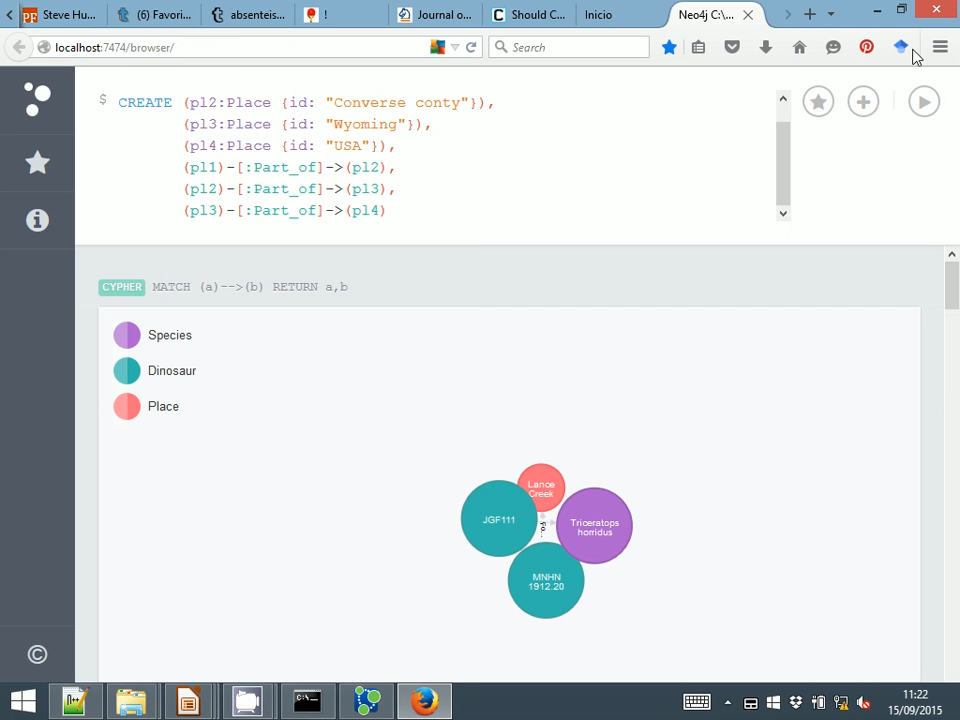 Steve Hu...
(6) Favori...
absenteis...
!
Journal o...
Should C...
Inicio
Neo4j C:\...
localhost:7474/browser/
Search
$ CREATE (pl2:Place {id: "Converse conty"}),
(pl3:Place {id: "Wyoming"}),
(pl4:Place {id: "USA"}),
(pl1)-[:Part_of]->(pl2),
(pl2)-[:Part_of]->(pl3),
(pl3)-[:Part_of]->(pl4)
CYPHER MATCH (a)-->(b) RETURN a,b
Species
Dinosaur
Place
Lance
Creek
JGF111
Triceratops
horridus
Fo...
MNHN
1912.20
11:22
15/09/2015